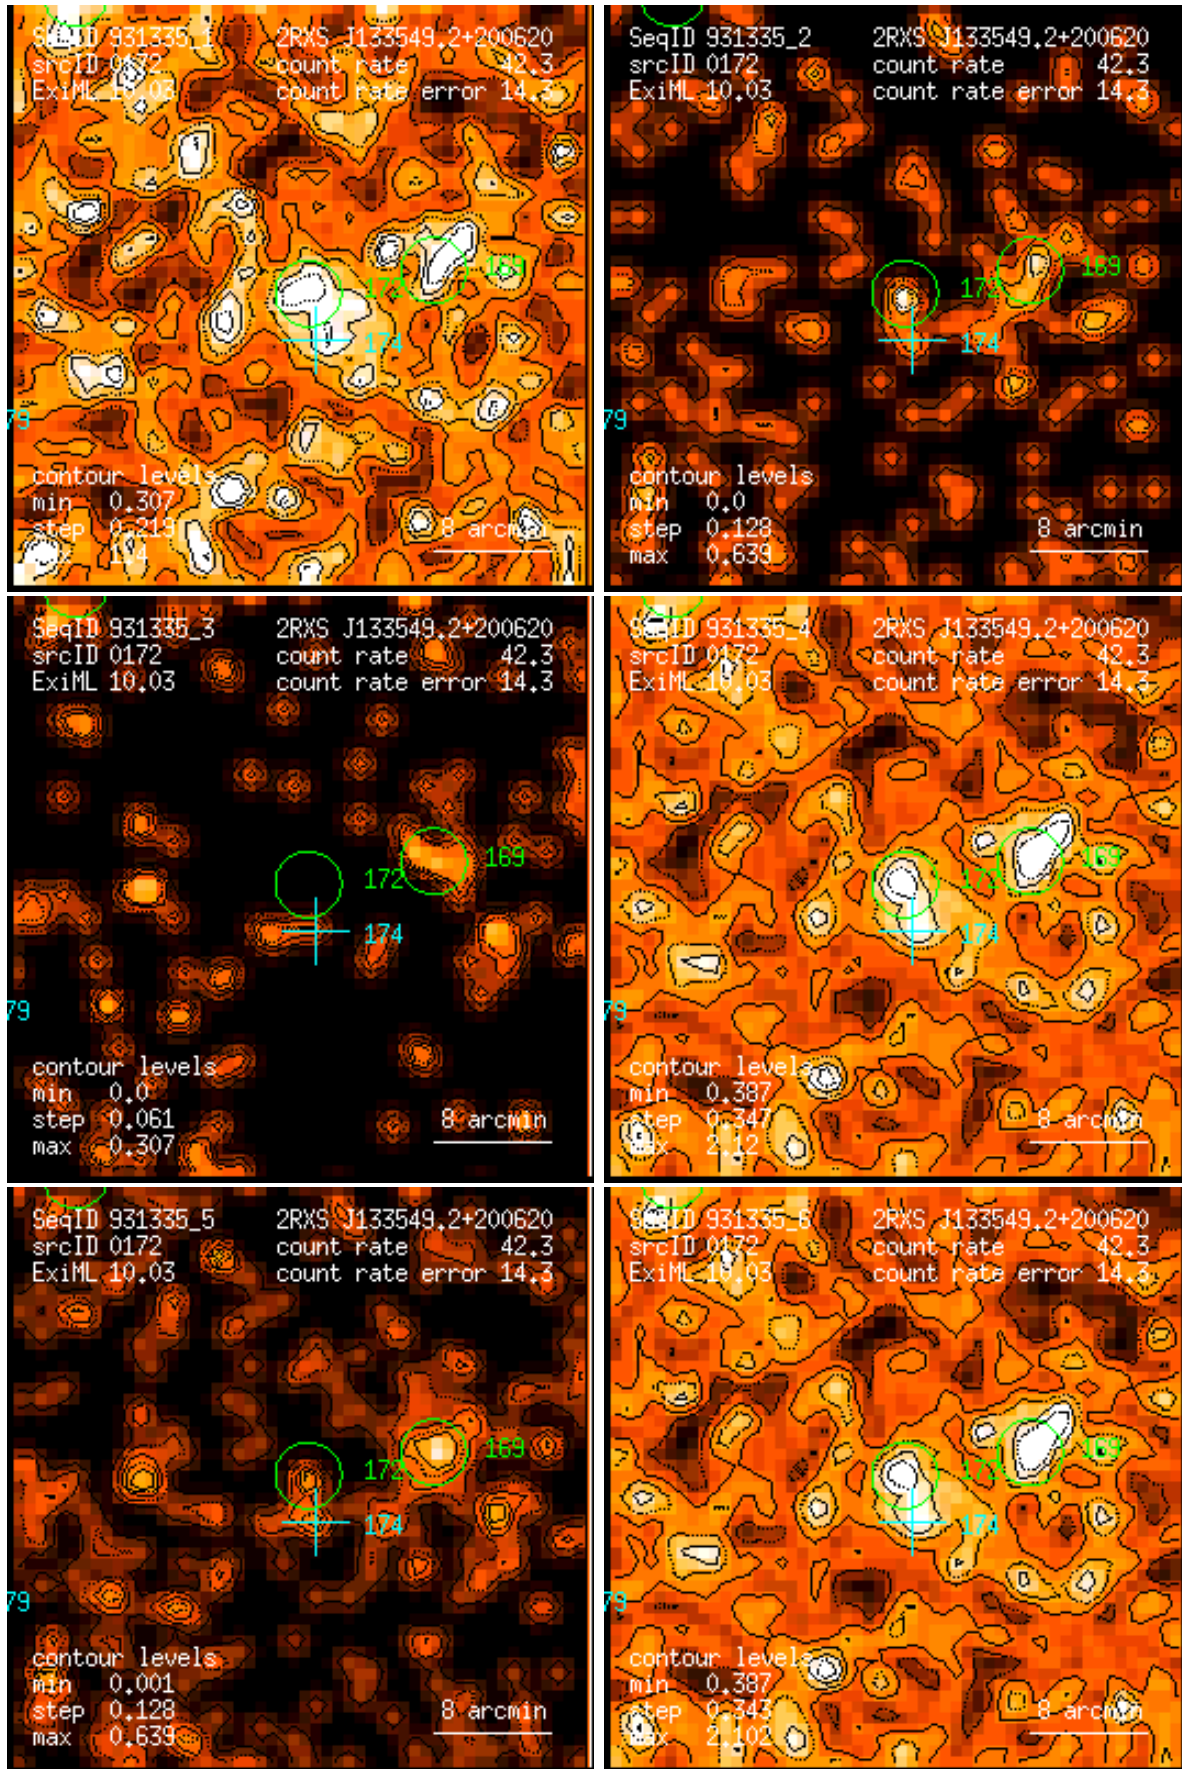 SeqID 931335_1 2RXS J133549.2+200620
srcID 0172 count rate 42.3
ExiML 10.03 count rate error 14.3
169
172
174
79
contour levels
min 0.307
step 0.219
max 1.4
8 arcmin
SeqID 931335_2 2RXS J133549.2+200620
srcID 0172 count rate 42.3
ExiML 10.03 count rate error 14.3
169
172
174
79
contour levels
min 0.0
step 0.128
max 0.639
8 arcmin
SeqID 931335_3 2RXS J133549.2+200620
srcID 0172 count rate 42.3
ExiML 10.03 count rate error 14.3
169
172
174
79
contour levels
min 0.0
step 0.061
max 0.307
8 arcmin
SeqID 931335_4 2RXS J133549.2+200620
srcID 0172 count rate 42.3
ExiML 10.03 count rate error 14.3
169
172
174
79
contour levels
min 0.387
step 0.347
max 2.12
8 arcmin
SeqID 931335_5 2RXS J133549.2+200620
srcID 0172 count rate 42.3
ExiML 10.03 count rate error 14.3
169
172
174
79
contour levels
min 0.001
step 0.128
max 0.639
8 arcmin
SeqID 931335_6 2RXS J133549.2+200620
srcID 0172 count rate 42.3
ExiML 10.03 count rate error 14.3
169
172
174
79
contour levels
min 0.387
step 0.343
max 2.102
8 arcmin